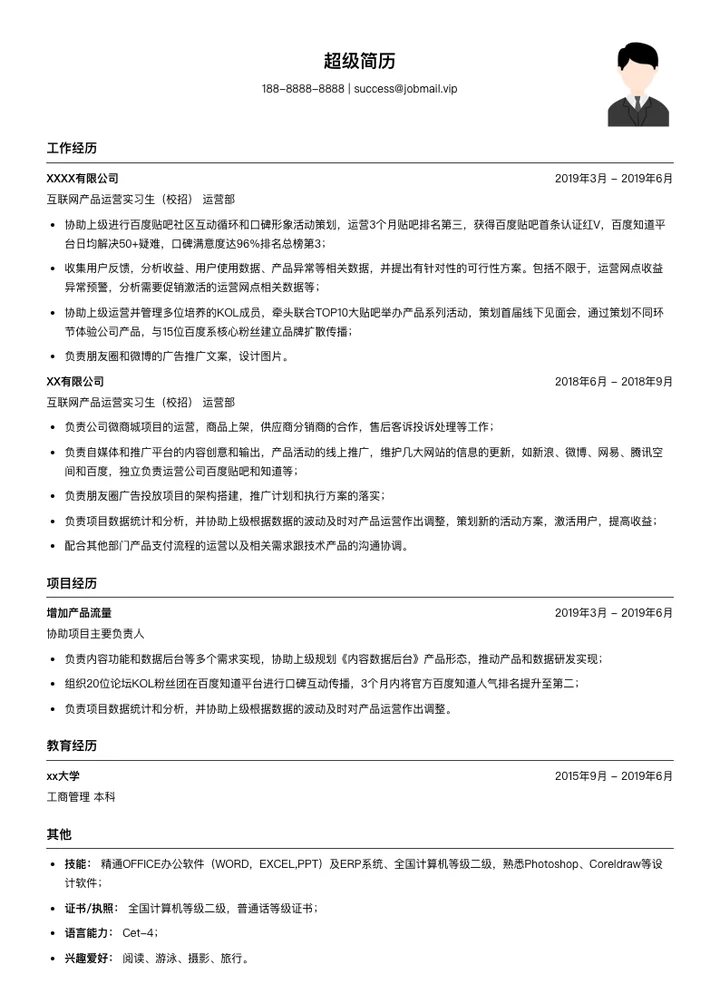 超级简历
188-8888-8888 | success@jobmail.vip
工作经历
XXXX有限公司 2019年3月 – 2019年6月
互联网产品运营实习生（校招） 运营部
• 协助上级进行百度贴吧社区互动循环和口碑形象活动策划，运营3个月贴吧排名第三，获得百度贴吧首条认证红V，百度知道平
台日均解决50+疑难，口碑满意度达96%排名总榜第3；
• 收集用户反馈，分析收益、用户使用数据、产品异常等相关数据，并提出有针对性的可行性方案。包括不限于，运营网点收益
异常预警，分析需要促销激活的运营网点相关数据等；
• 协助上级运营并管理多位培养的KOL成员，牵头联合TOP10大贴吧举办产品系列活动，策划首届线下见面会，通过策划不同环
节体验公司产品，与15位百度系核心粉丝建立品牌扩散传播；
• 负责朋友圈和微博的广告推广文案，设计图片。
XX有限公司 2018年6月 – 2018年9月
互联网产品运营实习生（校招） 运营部
• 负责公司微商城项目的运营，商品上架，供应商分销商的合作，售后客诉投诉处理等工作；
• 负责自媒体和推广平台的内容创意和输出，产品活动的线上推广，维护几大网站的信息的更新，如新浪、微博、网易、腾讯空
间和百度，独立负责运营公司百度贴吧和知道等；
• 负责朋友圈广告投放项目的架构搭建，推广计划和执行方案的落实；
• 负责项目数据统计和分析，并协助上级根据数据的波动及时对产品运营作出调整，策划新的活动方案，激活用户，提高收益；
• 配合其他部门产品支付流程的运营以及相关需求跟技术产品的沟通协调。
项目经历
增加产品流量 2019年3月 – 2019年6月
协助项目主要负责人
• 负责内容功能和数据后台等多个需求实现，协助上级规划《内容数据后台》产品形态，推动产品和数据研发实现；
• 组织20位论坛KOL粉丝团在百度知道平台进行口碑互动传播，3个月内将官方百度知道人气排名提升至第二；
• 负责项目数据统计和分析，并协助上级根据数据的波动及时对产品运营作出调整。
教育经历
xx大学 2015年9月 – 2019年6月
工商管理 本科
其他
• 技能： 精通OFFICE办公软件（WORD，EXCEL,PPT）及ERP系统、全国计算机等级二级，熟悉Photoshop、Coreldraw等设
计软件；
• 证书/执照： 全国计算机等级二级，普通话等级证书；
• 语言能力： Cet-4；
• 兴趣爱好： 阅读、游泳、摄影、旅行。